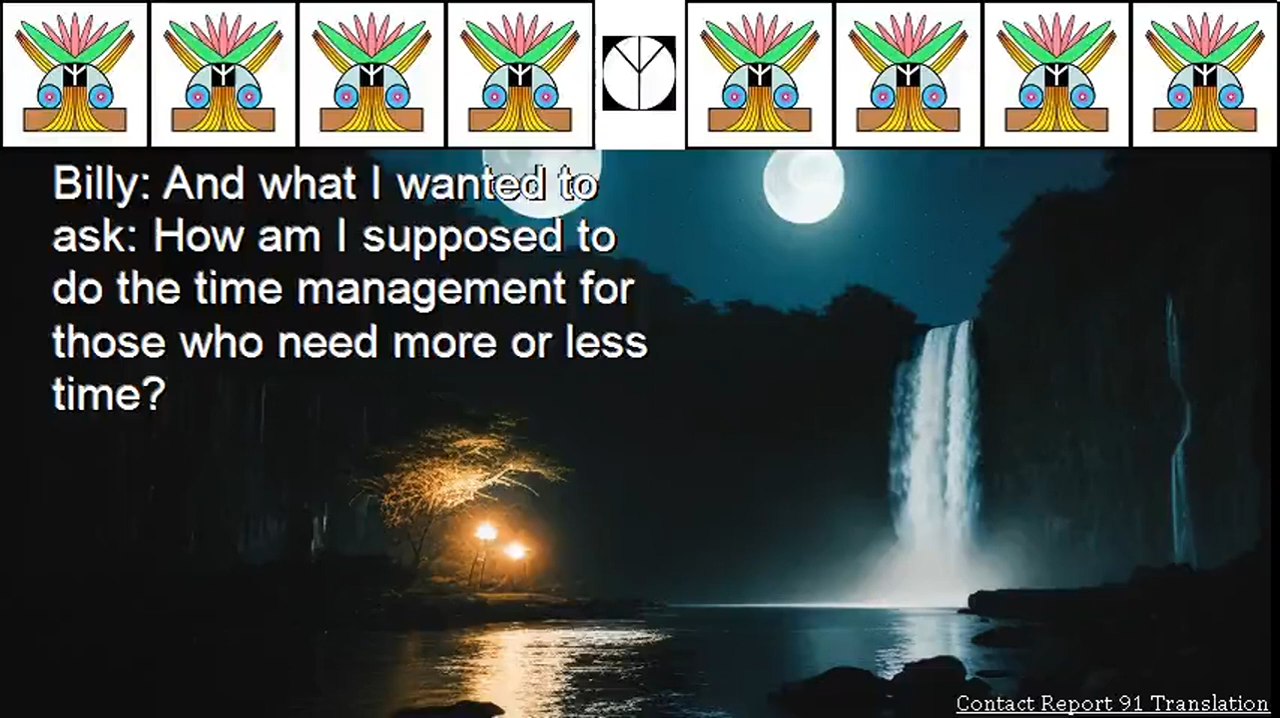 Billy: And what I wanted to
ask: How am I supposed to
do the time management for
those who need more or less
time?
Contact Report 91 Translation